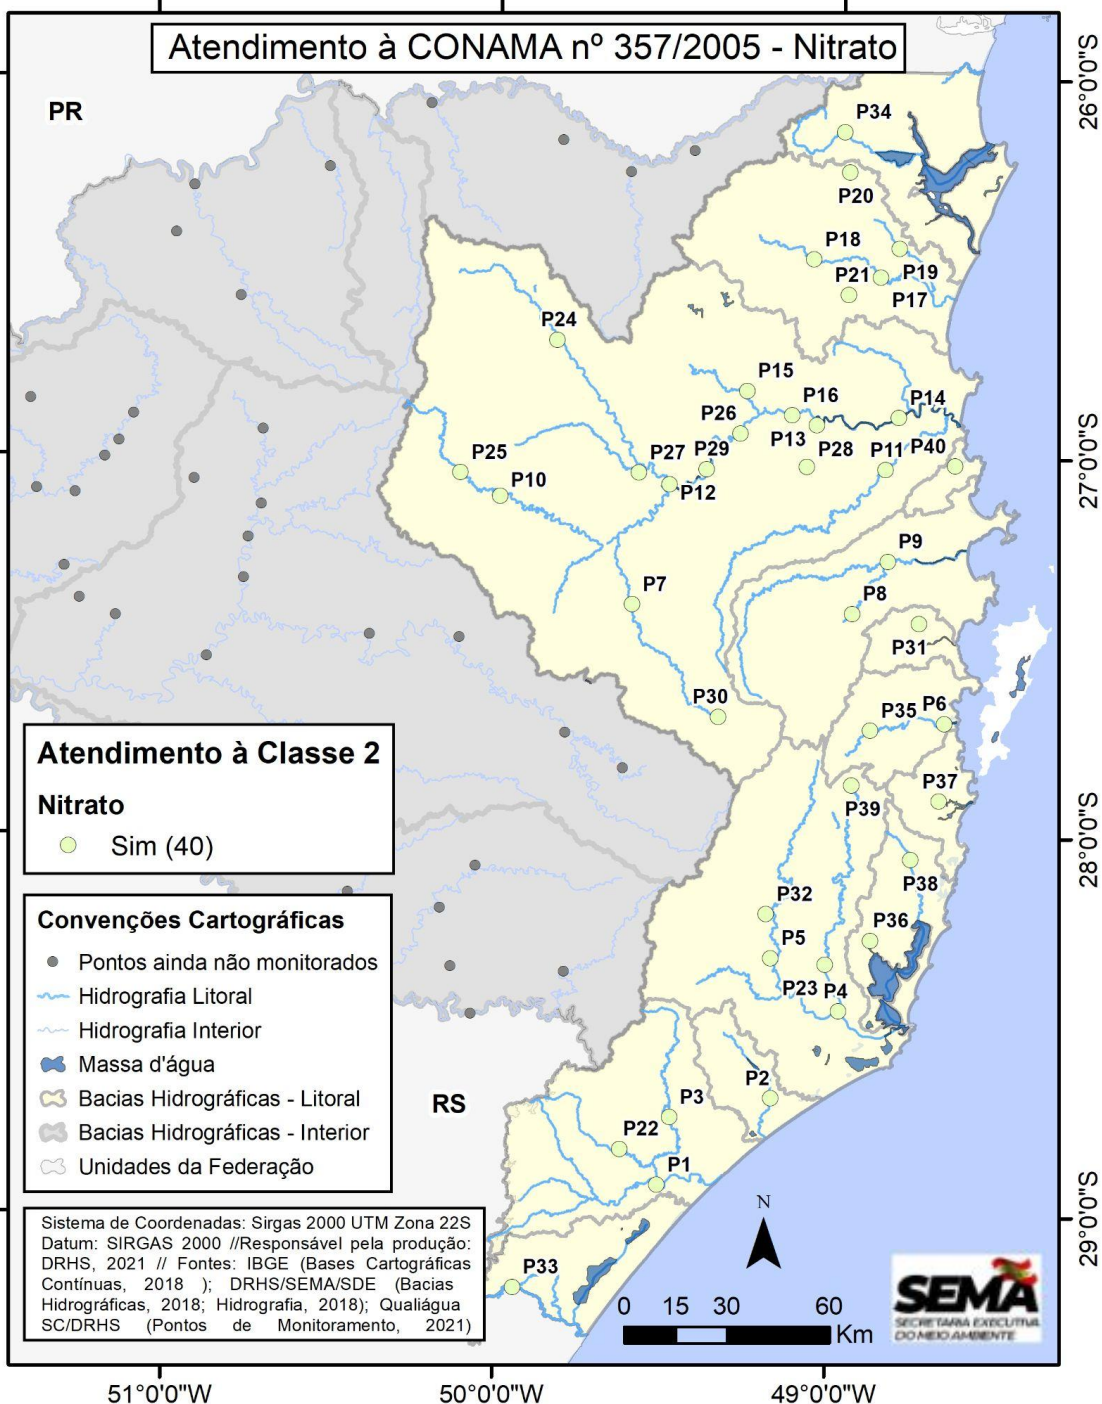 Atendimento à CONAMA nº 357/2005 - Nitrato
PR
26°0'0"S
P34
P20
P18
P19
P21
P17
P24
P15
P16
P14
P26
P13
P28
P11
P40
P25
P27
P29
P10
P12
27°0'0"S
P9
P7
P8
P31
P30
P35
P6
P37
P39
28°0'0"S
P38
P32
P36
P5
P23
P4
P2
P3
P22
P1
RS
P33
29°0'0"S
Atendimento à Classe 2
Nitrato
Sim (40)
Convenções Cartográficas
Pontos ainda não monitorados
Hidrografia Litoral
Hidrografia Interior
Massa d'água
Bacias Hidrográficas - Litoral
Bacias Hidrográficas - Interior
Unidades da Federação
Sistema de Coordenadas: Sirgas 2000 UTM Zona 22S
Datum: SIRGAS 2000 //Responsável pela produção:
DRHS, 2021 // Fontes: IBGE (Bases Cartográficas
Contínuas, 2018 ); DRHS/SEMA/SDE (Bacias
Hidrográficas, 2018; Hidrografia, 2018); Qualiágua
SC/DRHS (Pontos de Monitoramento, 2021)
N
0 15 30 60
Km
SEMA
SECRETARIA EXECUTIVA
DO MEIO AMBIENTE
51°0'0"W
50°0'0"W
49°0'0"W